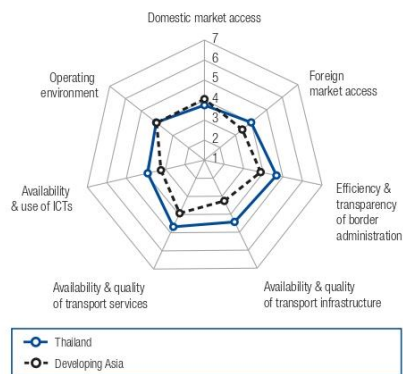 Domestic market access
7
6
5
4
3
2
1
Operating
environment
Foreign
market access
Availability
& use of ICTs
Efficiency &
transparency
of border
administration
Availability & quality
of transport services
Availability & quality
of transport infrastructure
Thailand
Developing Asia